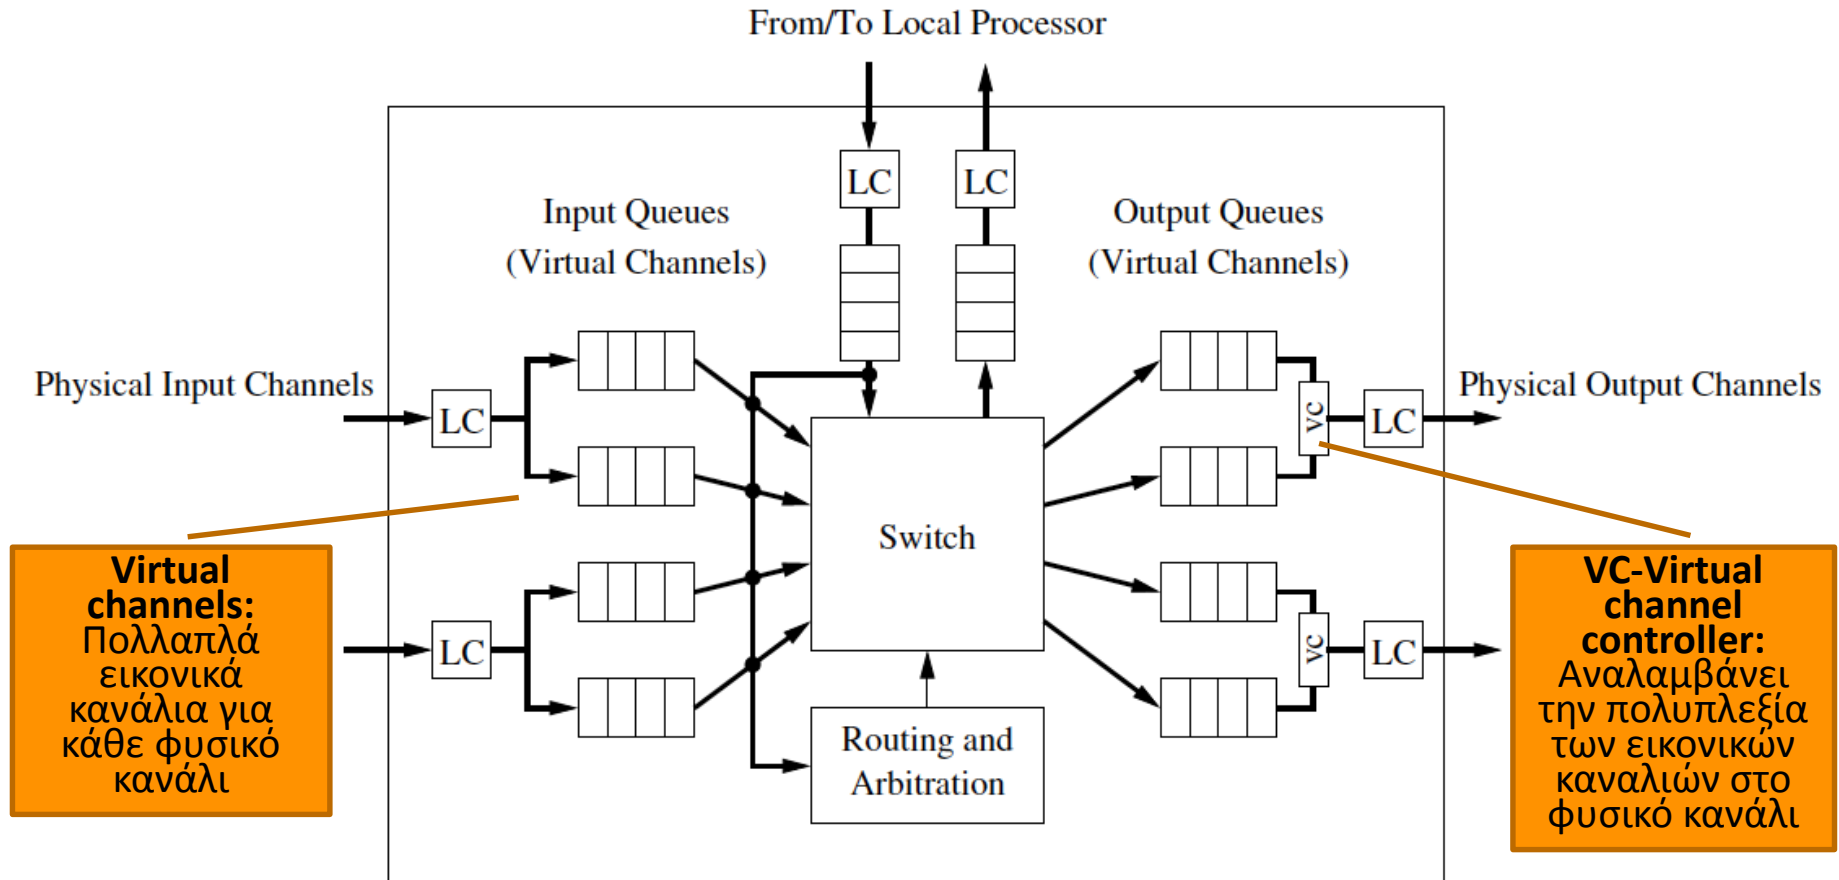 From/To Local Processor
LC
LC
Input Queues
(Virtual Channels)
Output Queues
(Virtual Channels)
Physical Input Channels
LC
vc
LC
Physical Output Channels
Switch
LC
vc
LC
Routing and
Arbitration
Virtual
channels:
Πολλαπλά
εικονικά
κανάλια για
κάθε φυσικό
κανάλι
VC-Virtual
channel
controller:
Αναλαμβάνει
την πολυπλεξία
των εικονικών
καναλιών στο
φυσικό κανάλι